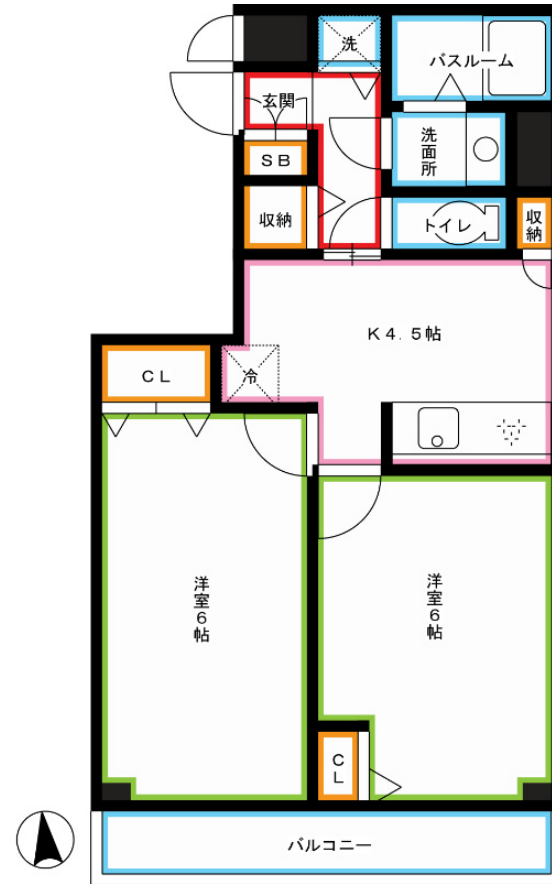 洗
バスルーム
玄関
洗面所
SB
収納
トイレ
収納
K4.5帖
冷
CL
洋室6帖
洋室6帖
CL
バルコニー